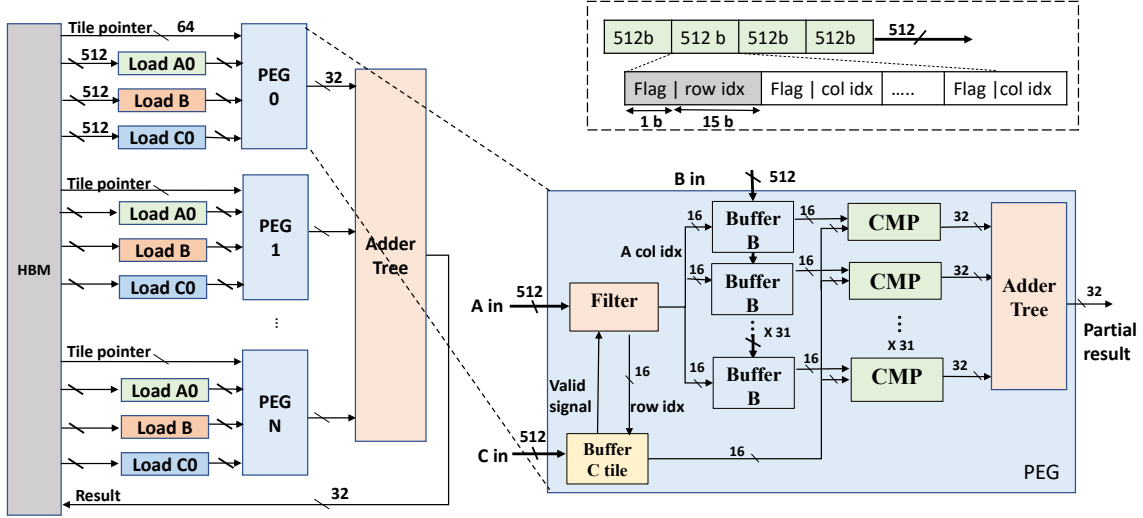 Tile pointer
64
512
Load A0
512
Load B
512
Load C0
PEG
0
32
Tile pointer
Load A0
Load B
Load C0
PEG
1
HBM
...
Tile pointer
Load A0
Load B
Load C0
PEG
N
Adder
Tree
Result
32
512b
512 b
512b
512b
512
Flag | row idx
Flag | col idx
.....
Flag |col idx
1 b
15 b
B in
512
A in
512
Filter
A col idx
16
16
16
Buffer
B
Buffer
B
X 31
Buffer
B
16
16
16
CMP
CMP
X 31
CMP
32
32
32
Adder
Tree
32
Partial
result
Valid
signal
16
row idx
C in
512
Buffer
C tile
16
PEG